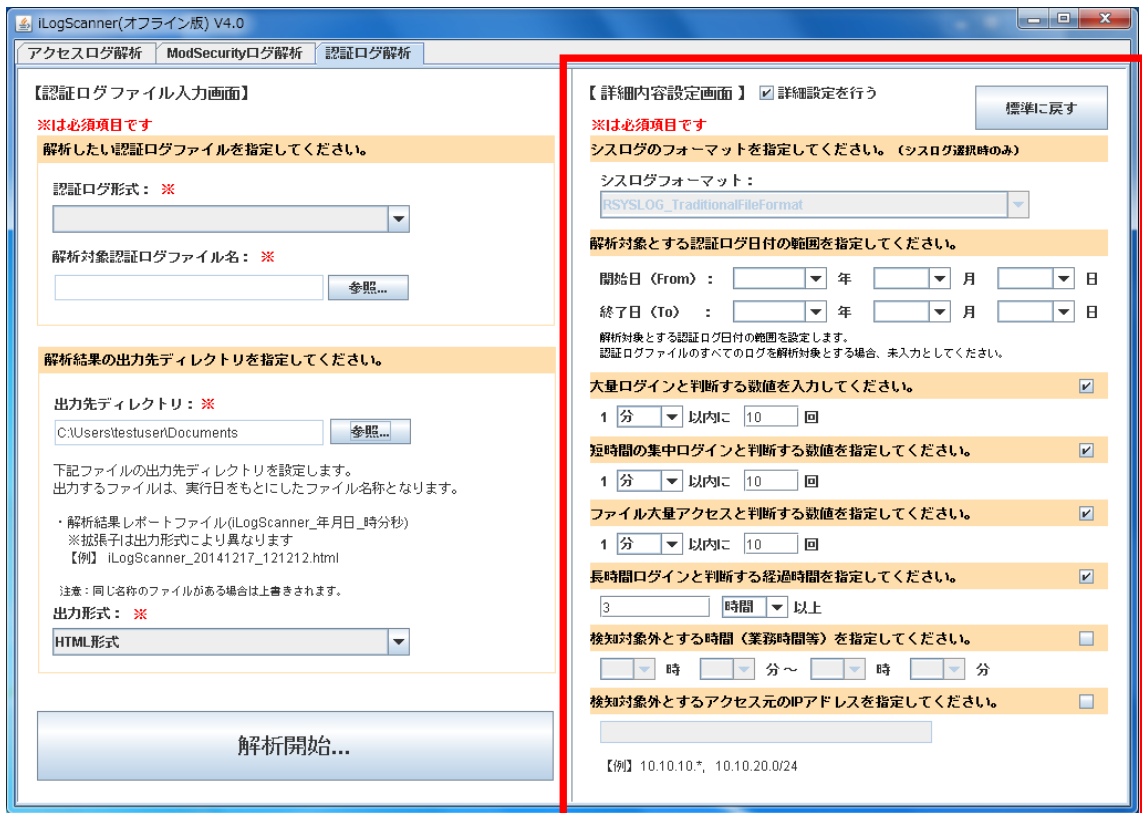 iLogScanner(オフライン版) V4.0
アクセスログ解析 ModSecurityログ解析 認証ログ解析
【認証ログファイル入力画面】
※は必須項目です
解析したい認証ログファイルを指定してください。
認証ログ形式： ※
解析対象認証ログファイル名： ※
参照...
解析結果の出力先ディレクトリを指定してください。
出力先ディレクトリ： ※
C:\Users\testuser\Documents 参照...
下記ファイルの出力先ディレクトリを設定します。
出力するファイルは、実行日をもとにしたファイル名称となります。
・解析結果レポートファイル(iLogScanner_年月日_時分秒)
※拡張子は出力形式により異なります
【例】 iLogScanner_20141217_121212.html
注意：同じ名称のファイルがある場合は上書きされます。
出力形式： ※
HTML形式
解析開始...
【 詳細内容設定画面 】 詳細設定を行う
標準に戻す
※は必須項目です
シスログのフォーマットを指定してください。（シスログ選択時のみ）
シスログフォーマット：
RSYSLOG_TraditionalFileFormat
解析対象とする認証ログ日付の範囲を指定してください。
開始日（From）： 年 月 日
終了日（To） ： 年 月 日
解析対象とする認証ログ日付の範囲を設定します。
認証ログファイルのすべてのログを解析対象とする場合、未入力としてください。
大量ログインと判断する数値を入力してください。
1 分 以内に 10 回
短時間の集中ログインと判断する数値を指定してください。
1 分 以内に 10 回
ファイル大量アクセスと判断する数値を指定してください。
1 分 以内に 10 回
長時間ログインと判断する経過時間を指定してください。
3 時間 以上
検知対象外とする時間（業務時間等）を指定してください。
時 分～ 時 分
検知対象外とするアクセス元のIPアドレスを指定してください。
【例】10.10.10.*, 10.10.20.0/24